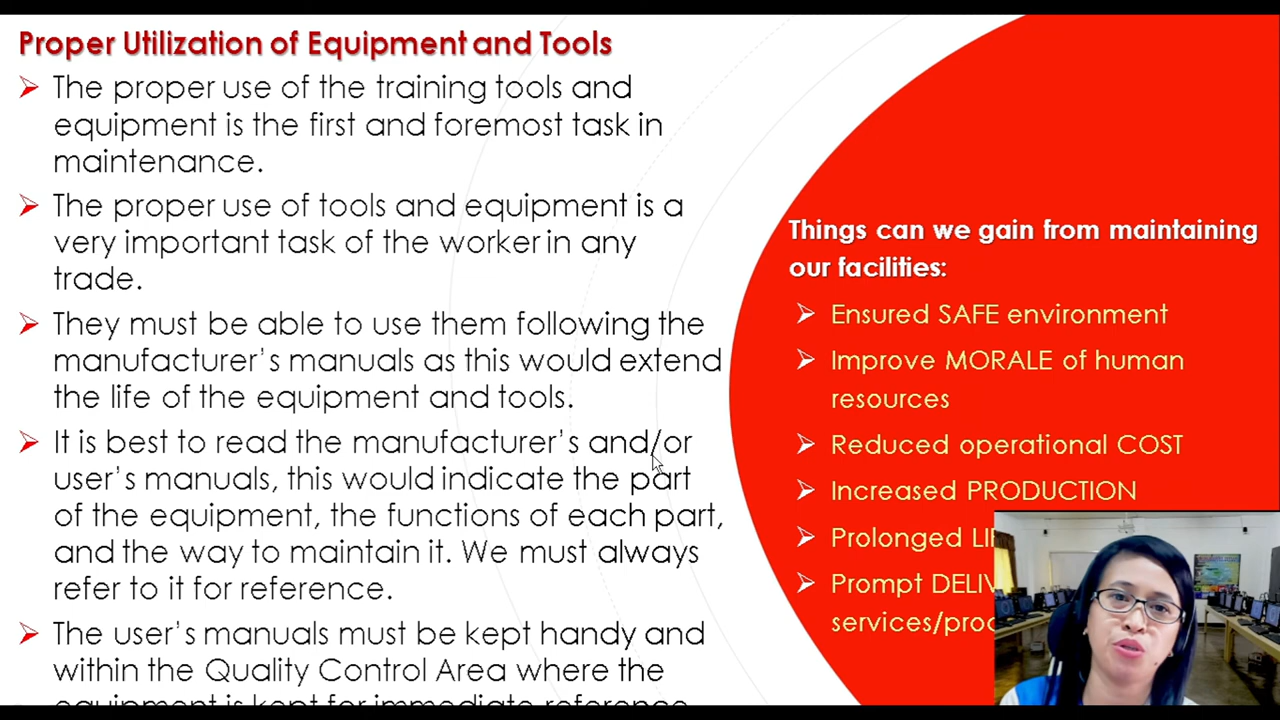 Proper Utilization of Equipment and Tools
The proper use of the training tools and
equipment is the first and foremost task in
maintenance.
The proper use of tools and equipment is a
very important task of the worker in any
trade.
They must be able to use them following the
manufacturer's manuals as this would extend
the life of the equipment and tools.
It is best to read the manufacturer's and/or
user's manuals, this would indicate the part
of the equipment, the functions of each part,
and the way to maintain it. We must always
refer to it for reference.
The user's manuals must be kept handy and
within the Quality Control Area where the
equipment is kept for immediate reference
Things can we gain from maintaining
our facilities:
Ensured SAFE environment
Improve MORALE of human
resources
Reduced operational COST
Increased PRODUCTION
Prolonged
Prompt